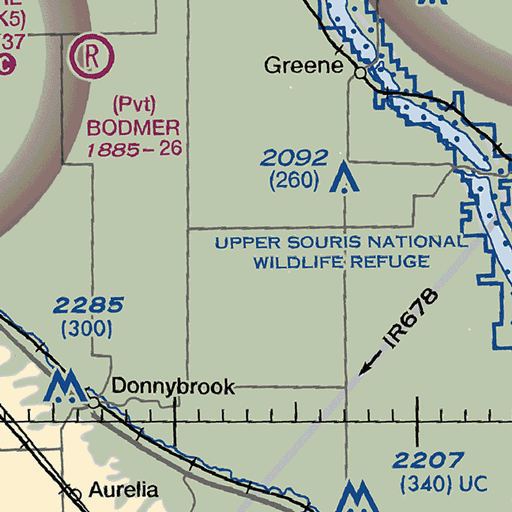 K5)
37
C
R
(Pvt)
BODMER
1885 – 26
Greene
2092
(260)
UPPER SOURIS NATIONAL
WILDLIFE REFUGE
2285
(300)
IR678
Donnybrook
2207
(340) UC
Aurelia